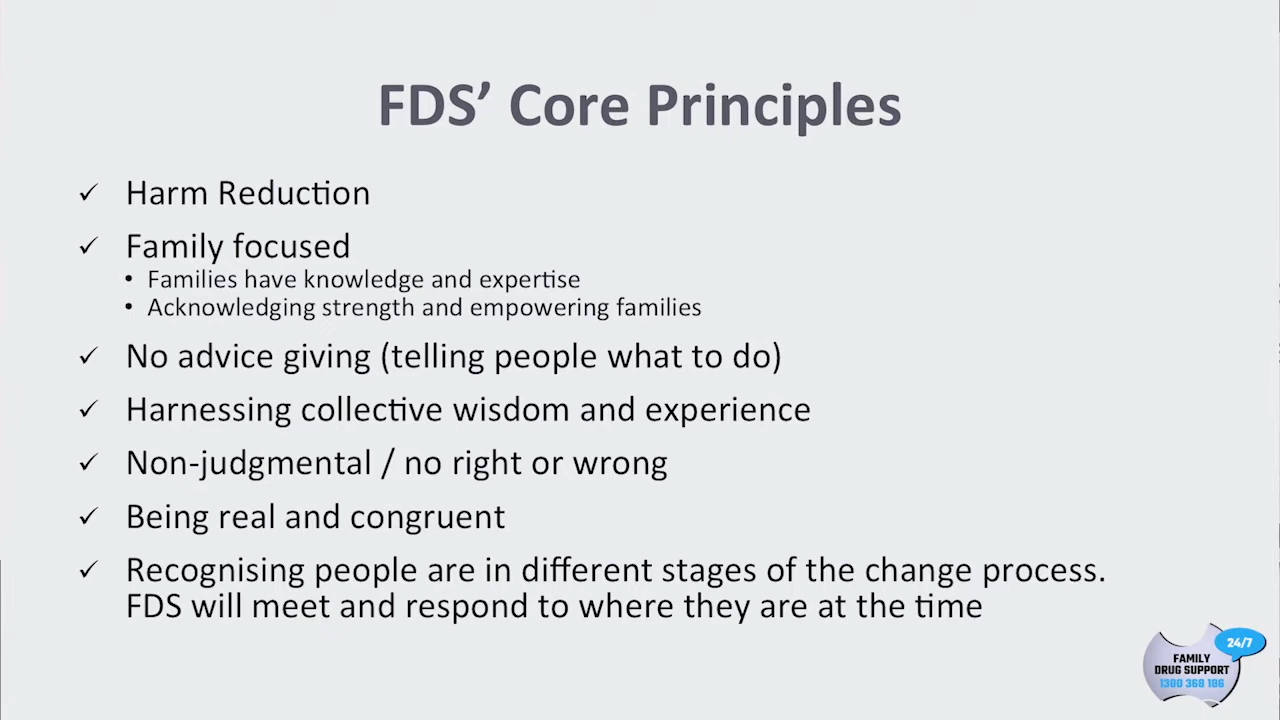 FDS’ Core Principles
✓ Harm Reduction
✓ Family focused
• Families have knowledge and expertise
• Acknowledging strength and empowering families
✓ No advice giving (telling people what to do)
✓ Harnessing collective wisdom and experience
✓ Non-judgmental / no right or wrong
✓ Being real and congruent
✓ Recognising people are in different stages of the change process.
FDS will meet and respond to where they are at the time
24/7
FAMILY
DRUG SUPPORT
1300 368 186